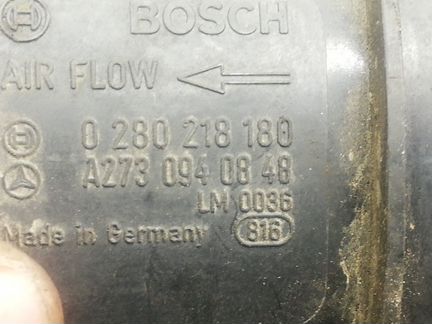 BOSCH
AIR FLOW
0 280 218 180
A273 094 08 48
LM 0036
Made in Germany 816